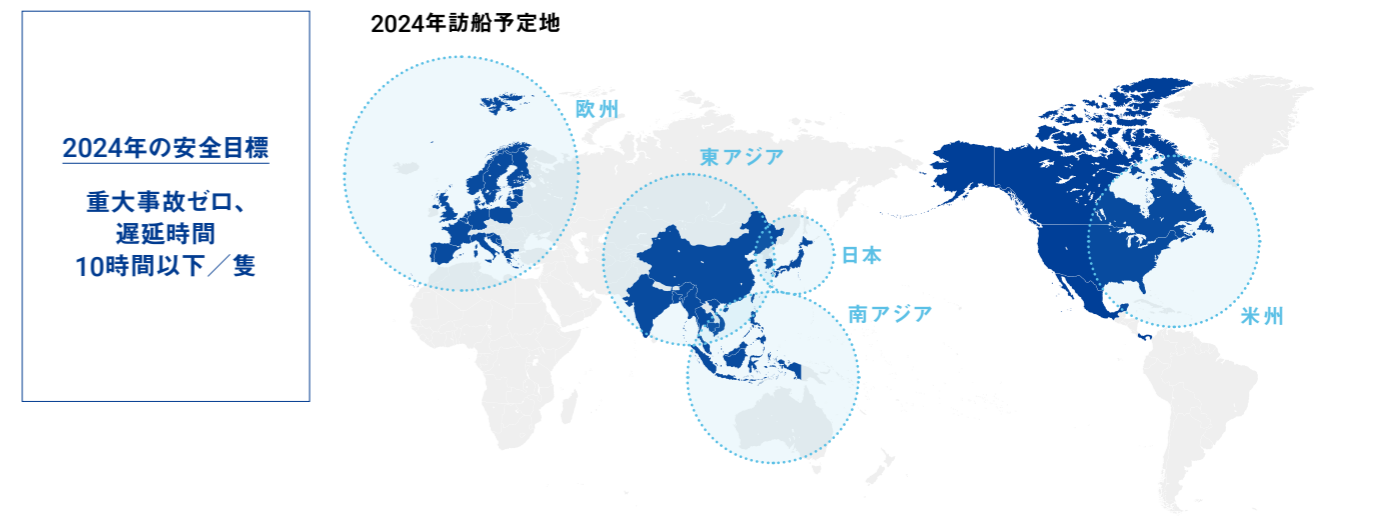 2024年の安全目標
重大事故ゼロ、
遅延時間
10時間以下／隻
2024年訪船予定地
欧州
東アジア
日本
南アジア
米州